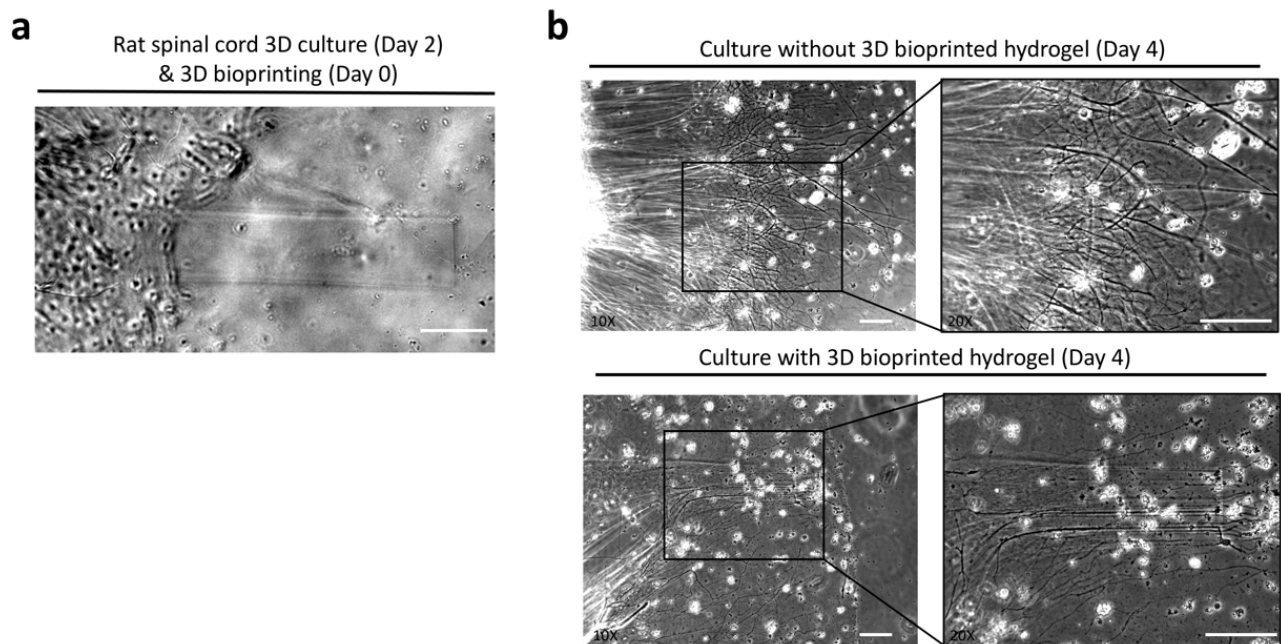 a
Rat spinal cord 3D culture (Day 2)
& 3D bioprinting (Day 0)
b
Culture without 3D bioprinted hydrogel (Day 4)
10X
20X
Culture with 3D bioprinted hydrogel (Day 4)
10X
20X